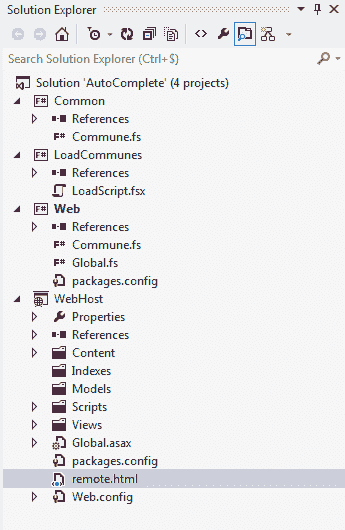 Solution Explorer
Search Solution Explorer (Ctrl+$)
Solution 'AutoComplete' (4 projects)
F# Common
References
F# Commune.fs
F# LoadCommunes
References
LoadScript.fsx
F# Web
References
F# Commune.fs
F# Global.fs
packages.config
WebHost
Properties
References
Content
Indexes
Models
Scripts
Views
Global.asax
packages.config
remote.html
Web.config